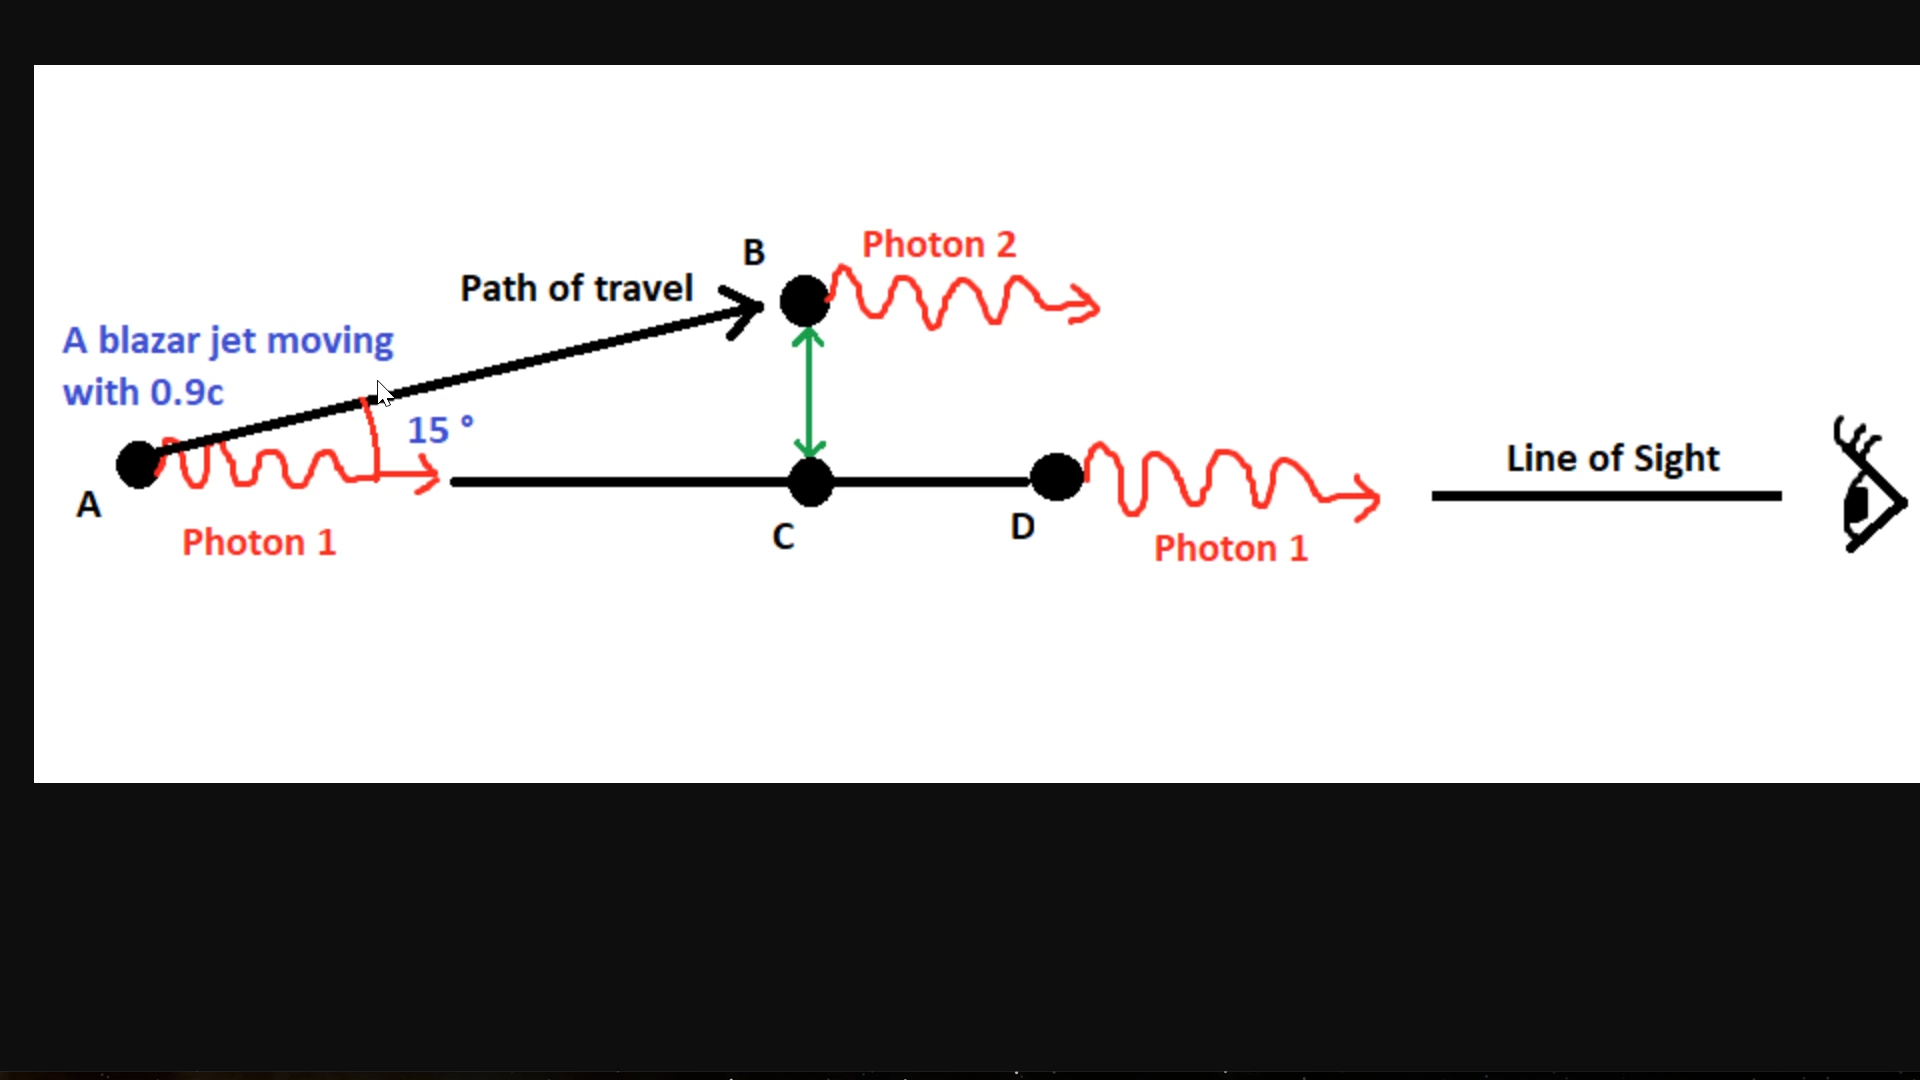 B
Photon 2
Path of travel
A blazar jet moving
with 0.9c
15 °
Line of Sight
A
C
D
Photon 1
Photon 1